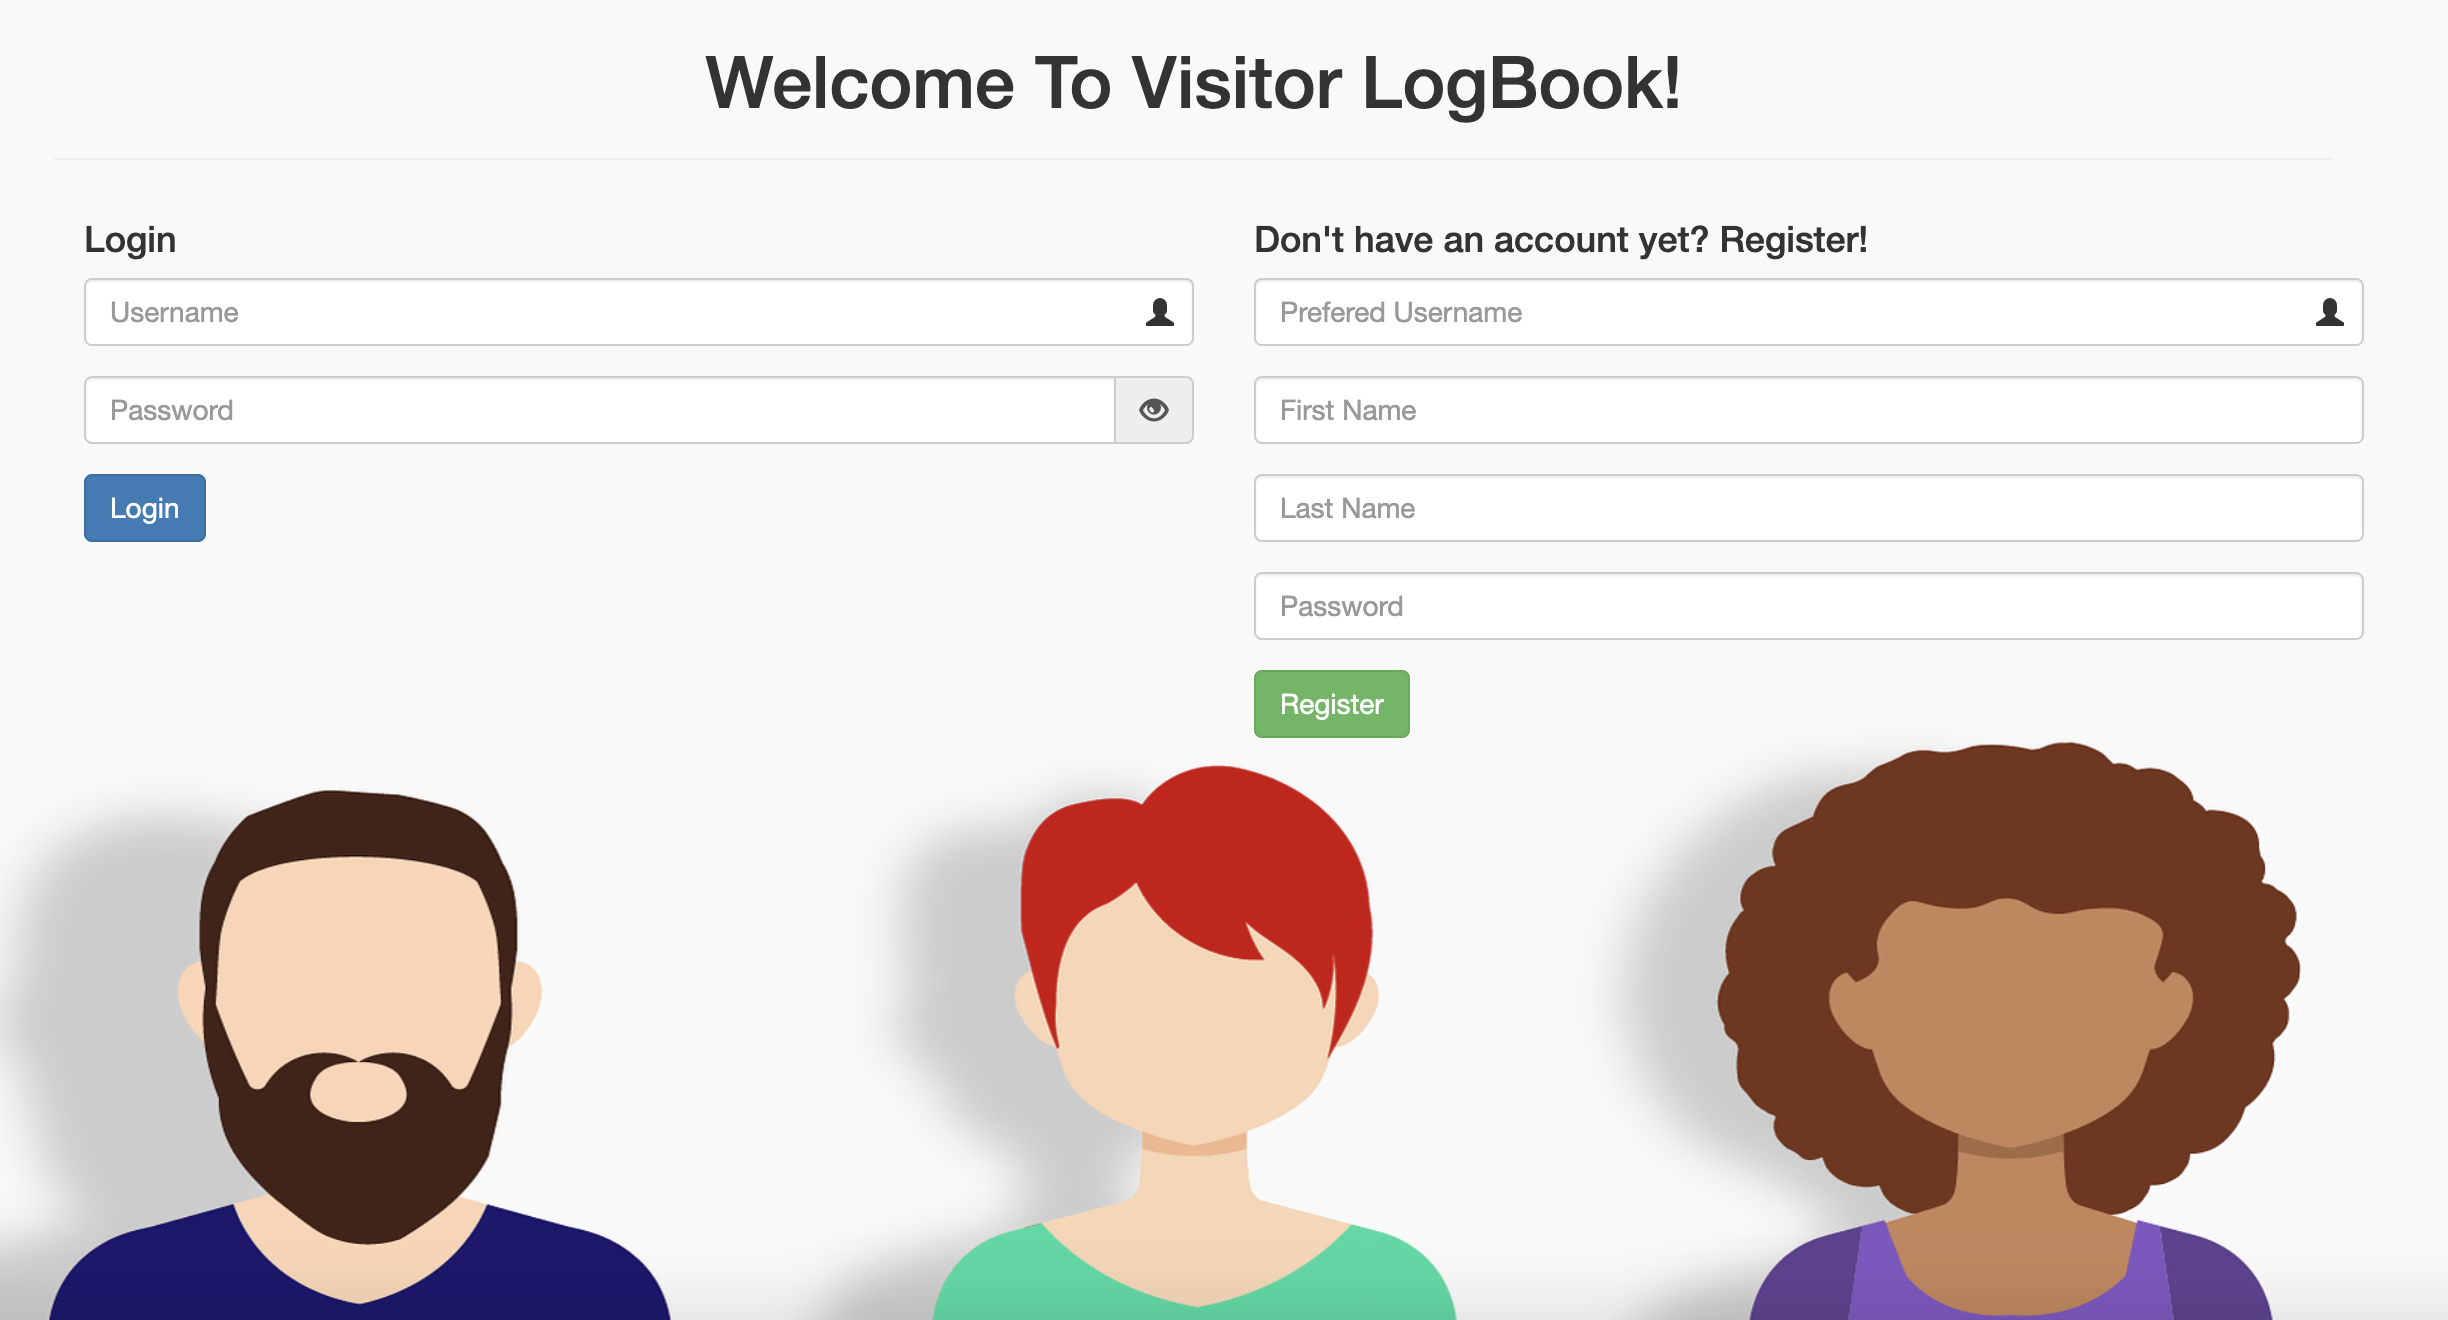 Welcome To Visitor LogBook!
Login
Username
Password
Login
Don't have an account yet? Register!
Prefered Username
First Name
Last Name
Password
Register